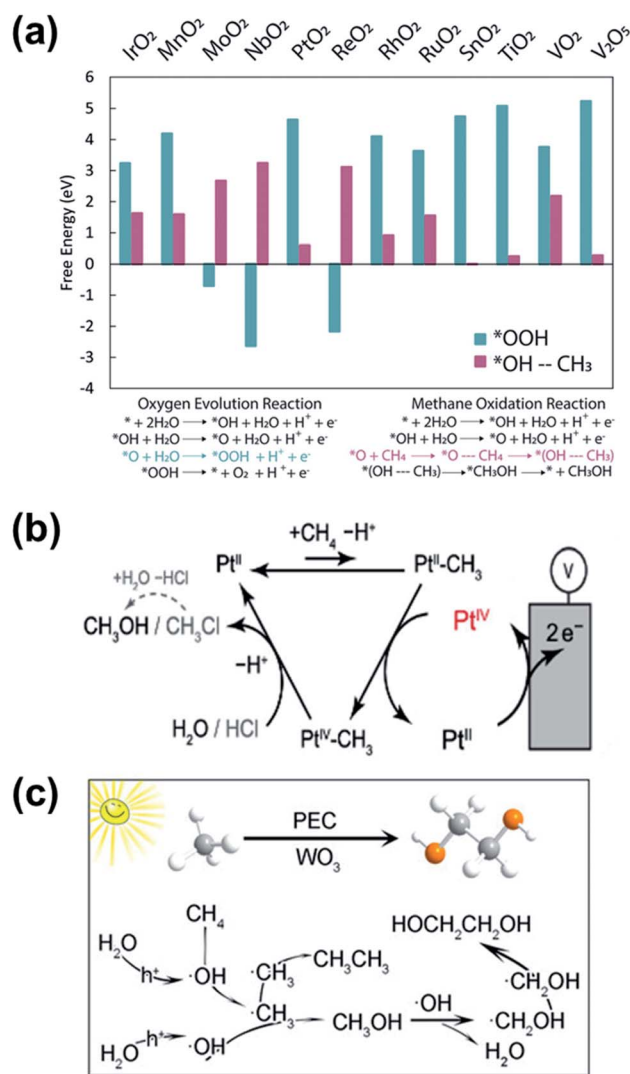 (a)
IrO₂ MnO₂ MoO₂ NbO₂ PtO₂ ReO₂ RhO₂ RuO₂ SnO₂ TiO₂ VO₂ V₂O₅
Free Energy (eV)
6
5
4
3
2
1
0
-1
-2
-3
-4
*OOH
*OH -- CH₃
Oxygen Evolution Reaction
* + 2H₂O → *OH + H₂O + H⁺ + e⁻
*OH + H₂O → *O + H₂O + H⁺ + e⁻
*O + H₂O → *OOH + H⁺ + e⁻
*OOH → * + O₂ + H⁺ + e⁻
Methane Oxidation Reaction
* + 2H₂O → *OH + H₂O + H⁺ + e⁻
*OH + H₂O → *O + H₂O + H⁺ + e⁻
*O + CH₄ → *O --- CH₄ → *(OH --- CH₃)
*(OH --- CH₃) → *CH₃OH → * + CH₃OH
(b)
+CH₄ −H⁺
Ptᴵᴵ
Ptᴵᴵ−CH₃
V
+H₂O −HCl
CH₃OH / CH₃Cl
Ptᴵⱽ
2e⁻
−H⁺
H₂O / HCl
Ptᴵⱽ−CH₃
Ptᴵᴵ
(c)
PEC
WO₃
CH₄
HOCH₂CH₂OH
H₂O
h⁺
·OH
·CH₃
CH₃CH₃
·CH₃
CH₃OH
·OH
·CH₂OH
·CH₂OH
H₂O
h⁺
·OH
H₂O